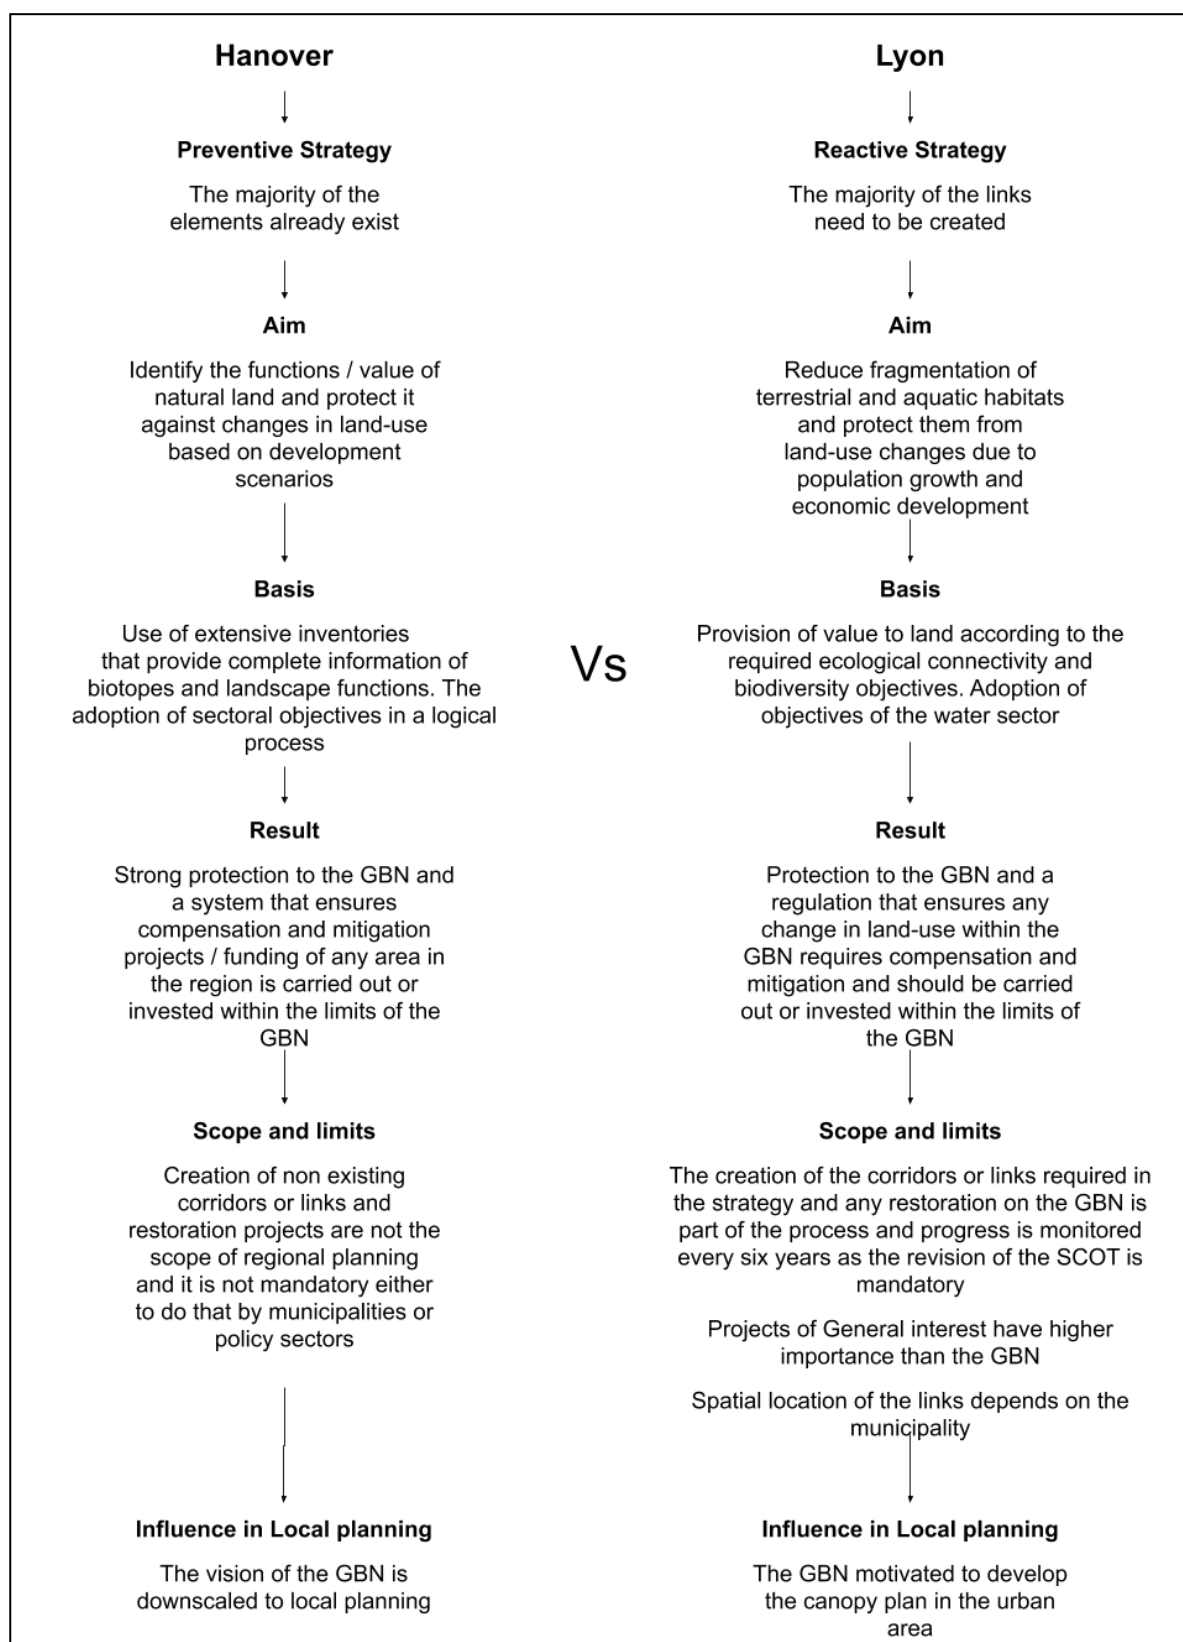 Hanover
Preventive Strategy
The majority of the
elements already exist
Aim
Identify the functions / value of
natural land and protect it
against changes in land-use
based on development
scenarios
Basis
Use of extensive inventories
that provide complete information of
biotopes and landscape functions. The
adoption of sectoral objectives in a logical
process
Result
Strong protection to the GBN and
a system that ensures
compensation and mitigation
projects / funding of any area in
the region is carried out or
invested within the limits of the
GBN
Scope and limits
Creation of non existing
corridors or links and
restoration projects are not the
scope of regional planning
and it is not mandatory either
to do that by municipalities or
policy sectors
Influence in Local planning
The vision of the GBN is
downscaled to local planning
Vs
Lyon
Reactive Strategy
The majority of the links
need to be created
Aim
Reduce fragmentation of
terrestrial and aquatic habitats
and protect them from
land-use changes due to
population growth and
economic development
Basis
Provision of value to land according to the
required ecological connectivity and
biodiversity objectives. Adoption of
objectives of the water sector
Result
Protection to the GBN and a
regulation that ensures any
change in land-use within the
GBN requires compensation and
mitigation and should be carried
out or invested within the limits of
the GBN
Scope and limits
The creation of the corridors or links required in
the strategy and any restoration on the GBN is
part of the process and progress is monitored
every six years as the revision of the SCOT is
mandatory
Projects of General interest have higher
importance than the GBN
Spatial location of the links depends on the
municipality
Influence in Local planning
The GBN motivated to develop
the canopy plan in the urban
area